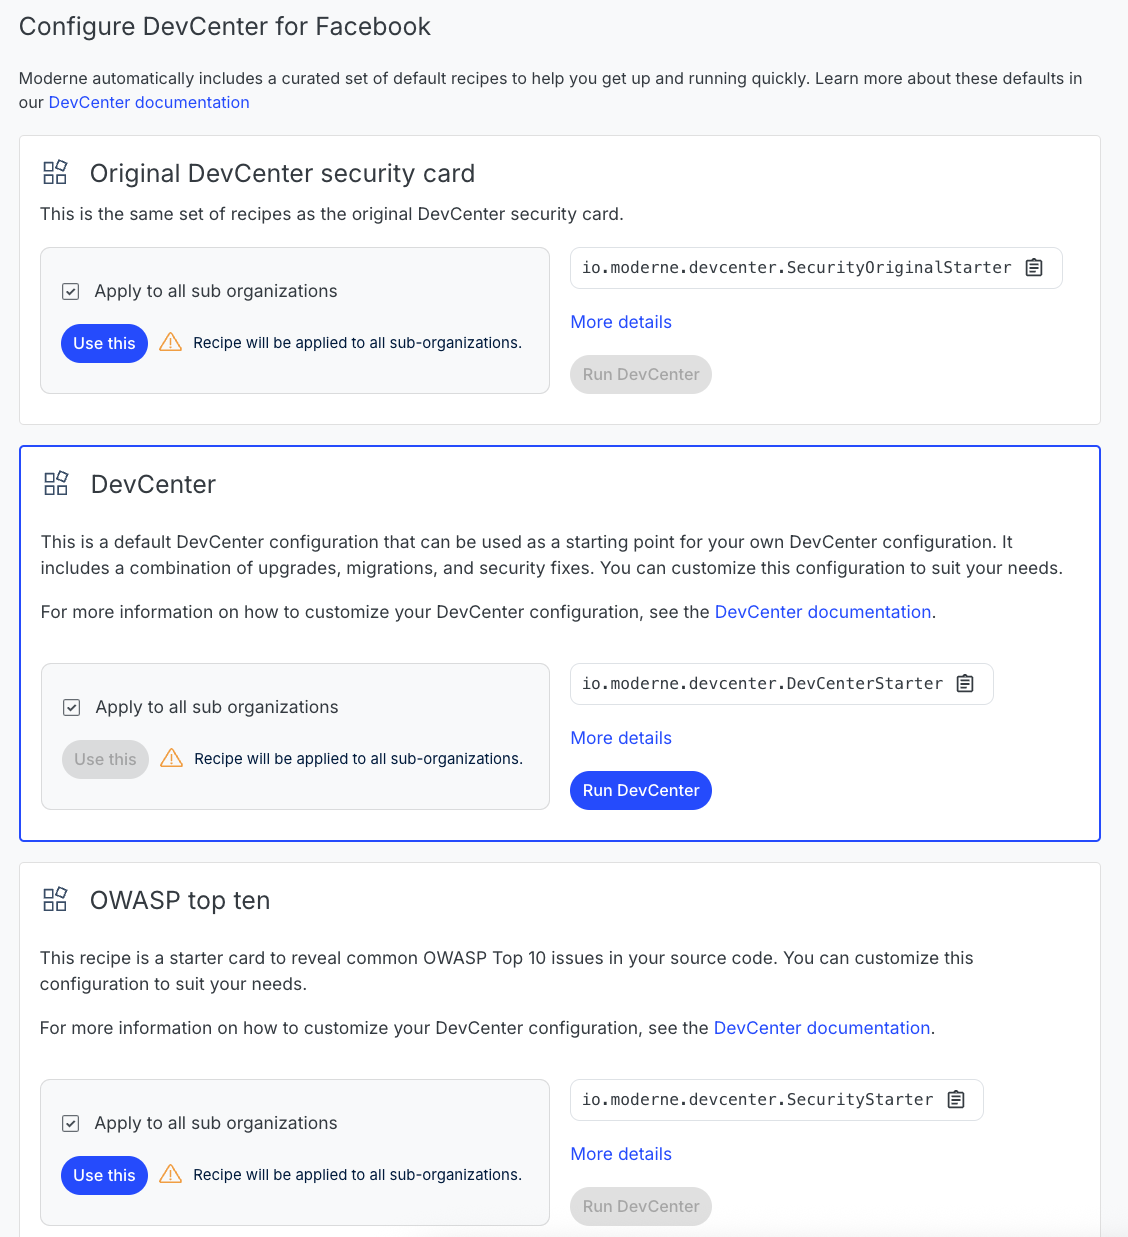 Configure DevCenter for Facebook
Moderne automatically includes a curated set of default recipes to help you get up and running quickly. Learn more about these defaults in
our DevCenter documentation
Original DevCenter security card
This is the same set of recipes as the original DevCenter security card.
Apply to all sub organizations
Use this
Recipe will be applied to all sub-organizations.
io.moderne.devcenter.SecurityOriginalStarter
More details
Run DevCenter
DevCenter
This is a default DevCenter configuration that can be used as a starting point for your own DevCenter configuration. It
includes a combination of upgrades, migrations, and security fixes. You can customize this configuration to suit your needs.
For more information on how to customize your DevCenter configuration, see the DevCenter documentation.
Apply to all sub organizations
Use this
Recipe will be applied to all sub-organizations.
io.moderne.devcenter.DevCenterStarter
More details
Run DevCenter
OWASP top ten
This recipe is a starter card to reveal common OWASP Top 10 issues in your source code. You can customize this
configuration to suit your needs.
For more information on how to customize your DevCenter configuration, see the DevCenter documentation.
Apply to all sub organizations
Use this
Recipe will be applied to all sub-organizations.
io.moderne.devcenter.SecurityStarter
More details
Run DevCenter